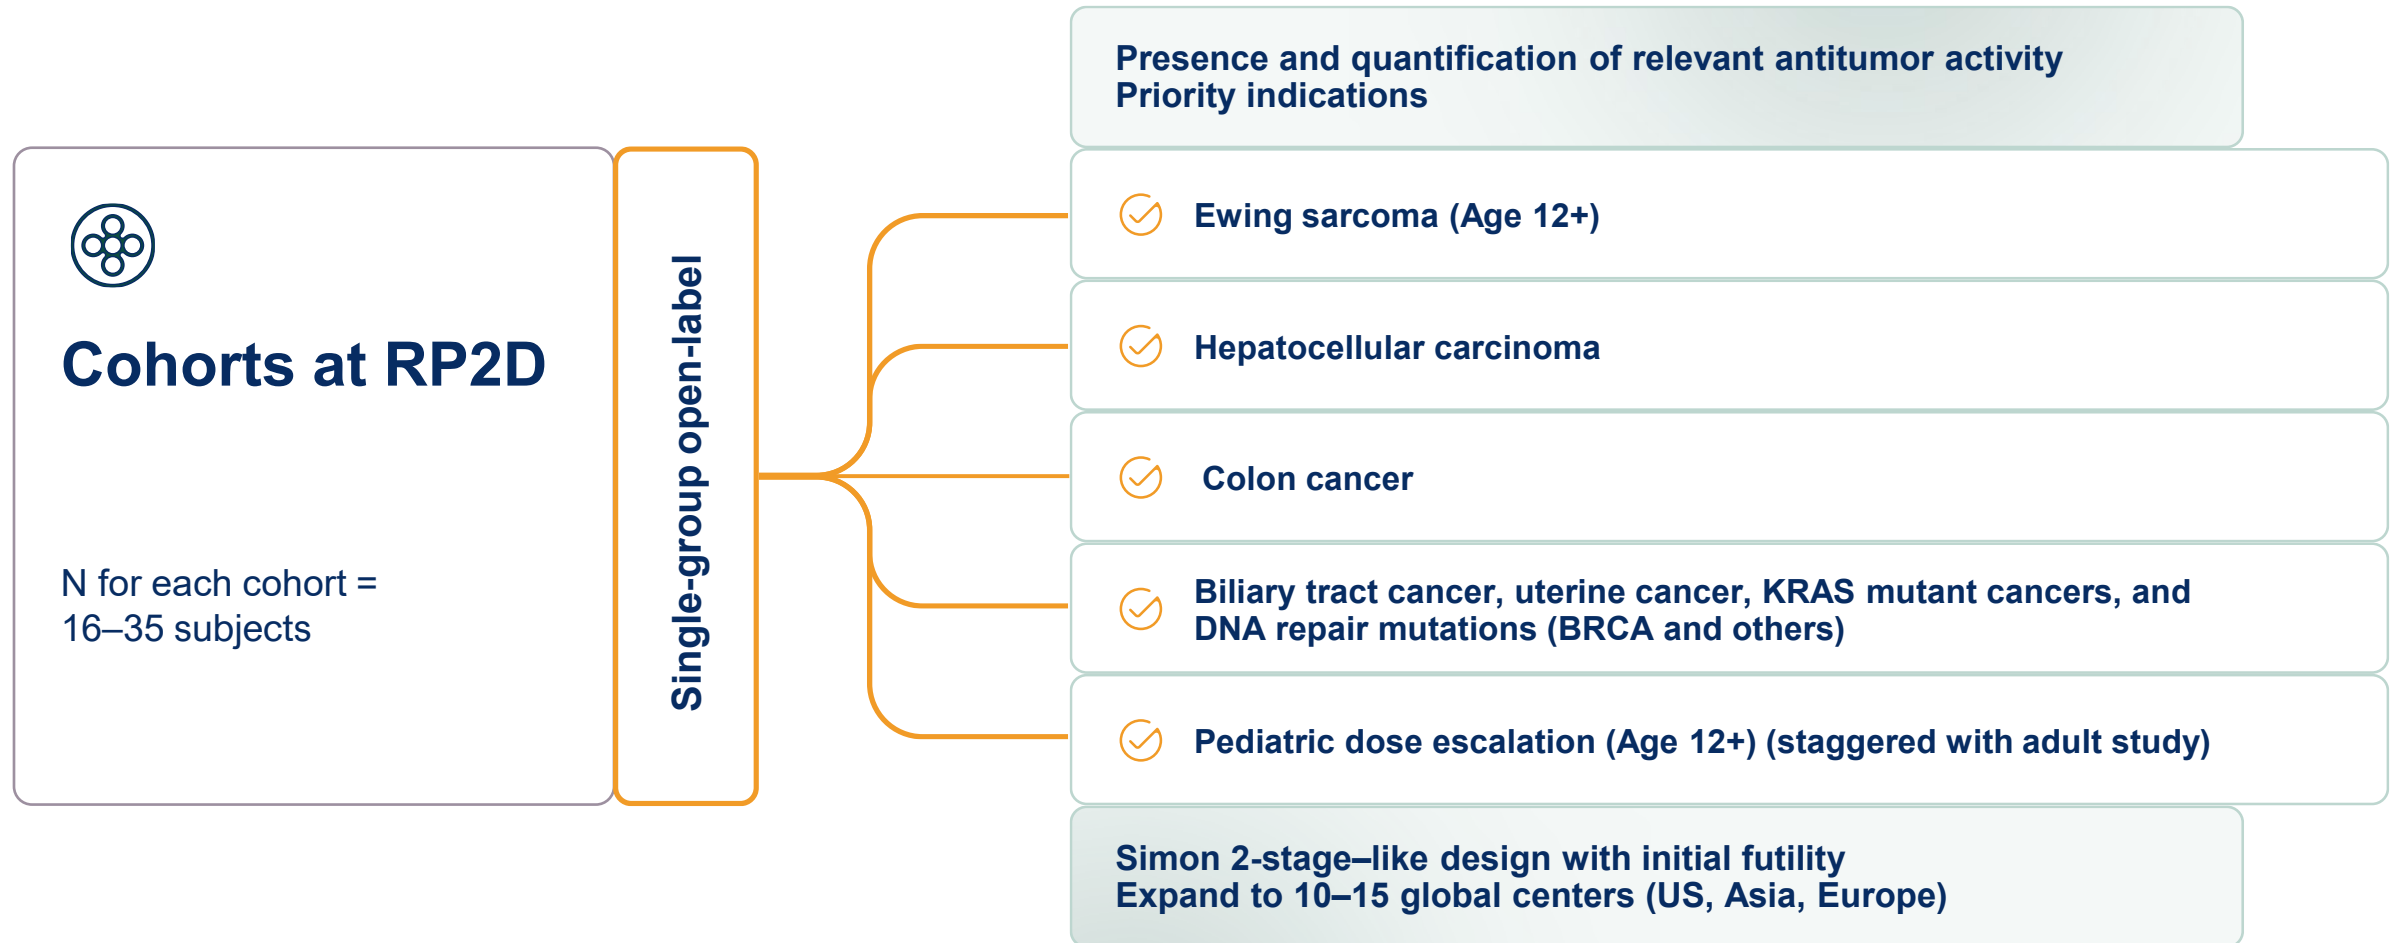 Cohorts at RP2D
N for each cohort =
16–35 subjects
Single-group open-label
Presence and quantification of relevant antitumor activity
Priority indications
Ewing sarcoma (Age 12+)
Hepatocellular carcinoma
Colon cancer
Biliary tract cancer, uterine cancer, KRAS mutant cancers, and
DNA repair mutations (BRCA and others)
Pediatric dose escalation (Age 12+) (staggered with adult study)
Simon 2-stage–like design with initial futility
Expand to 10–15 global centers (US, Asia, Europe)